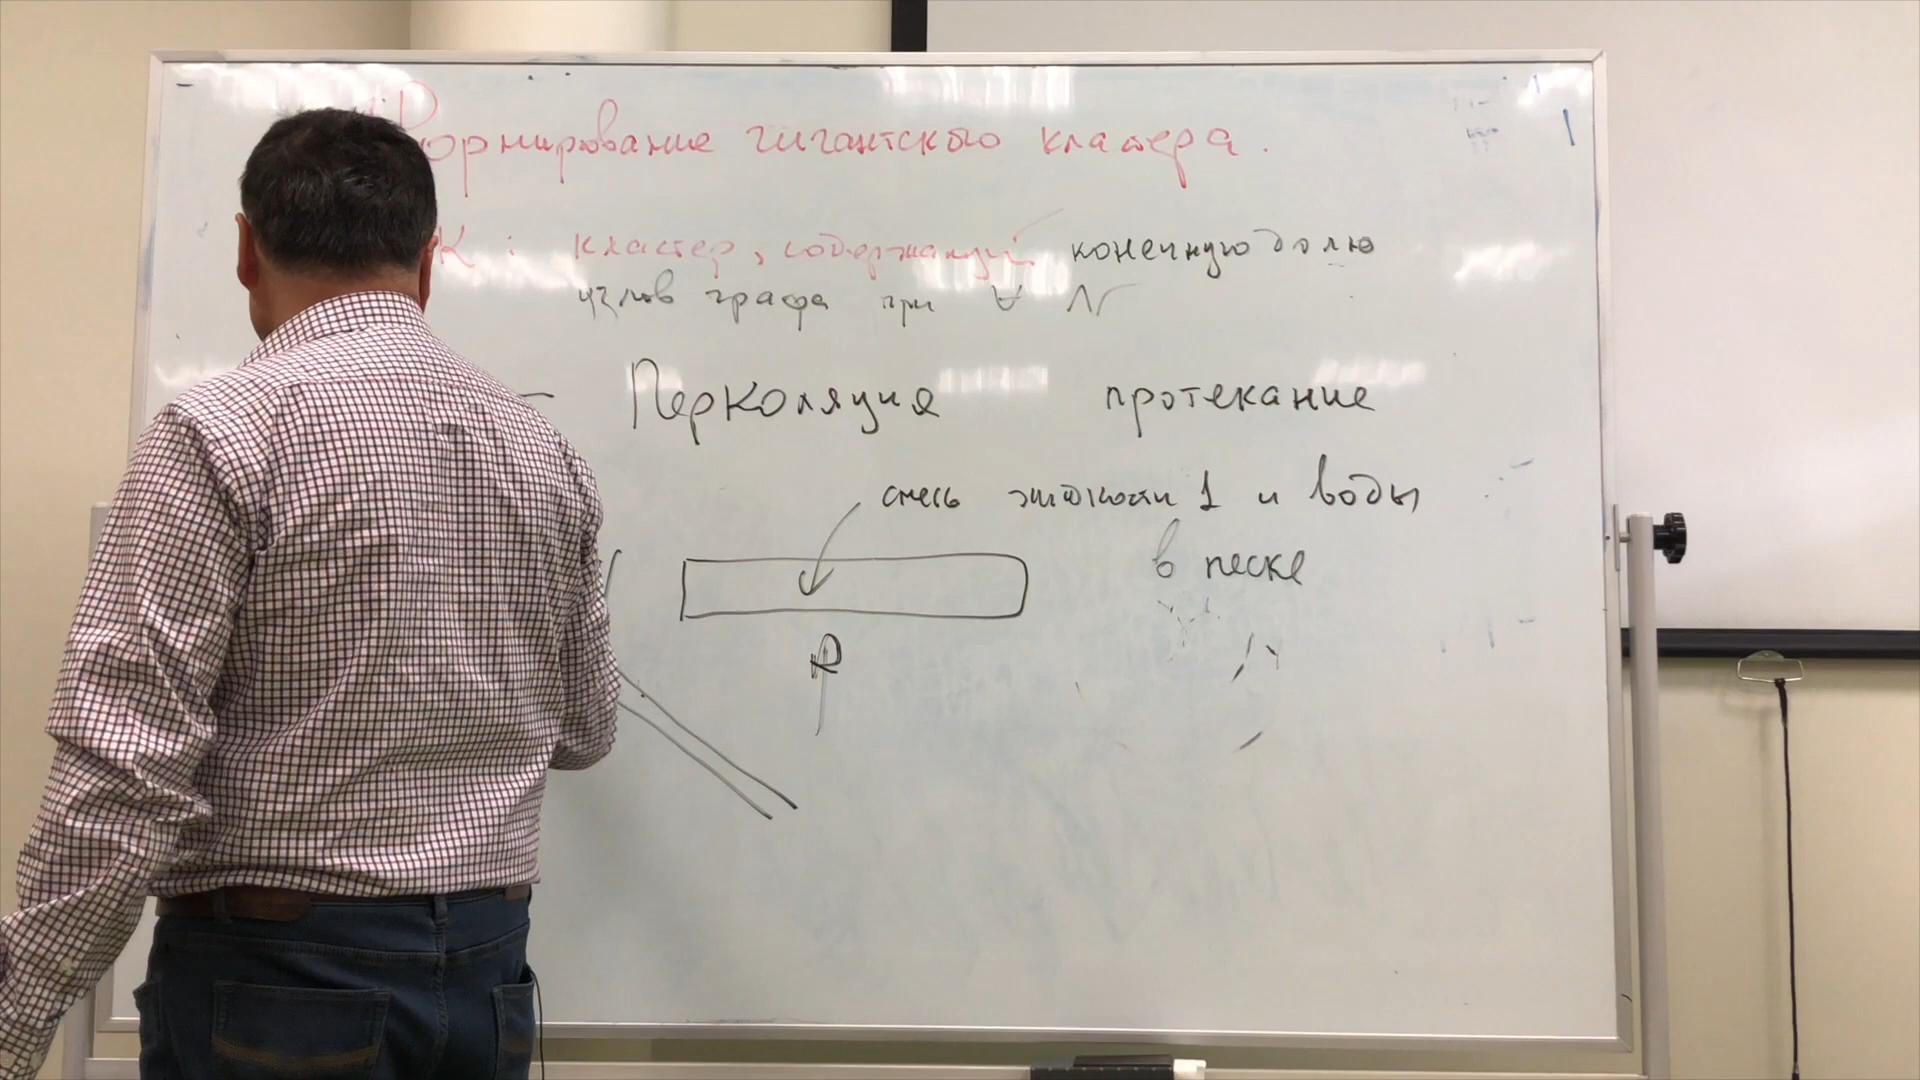 Формирование гигантского кластера.
К : кластер, содержащий конечную долю
узлов графа при ∀ N
— Перколяция протекание
смесь жидкости 1 и воды
в песке